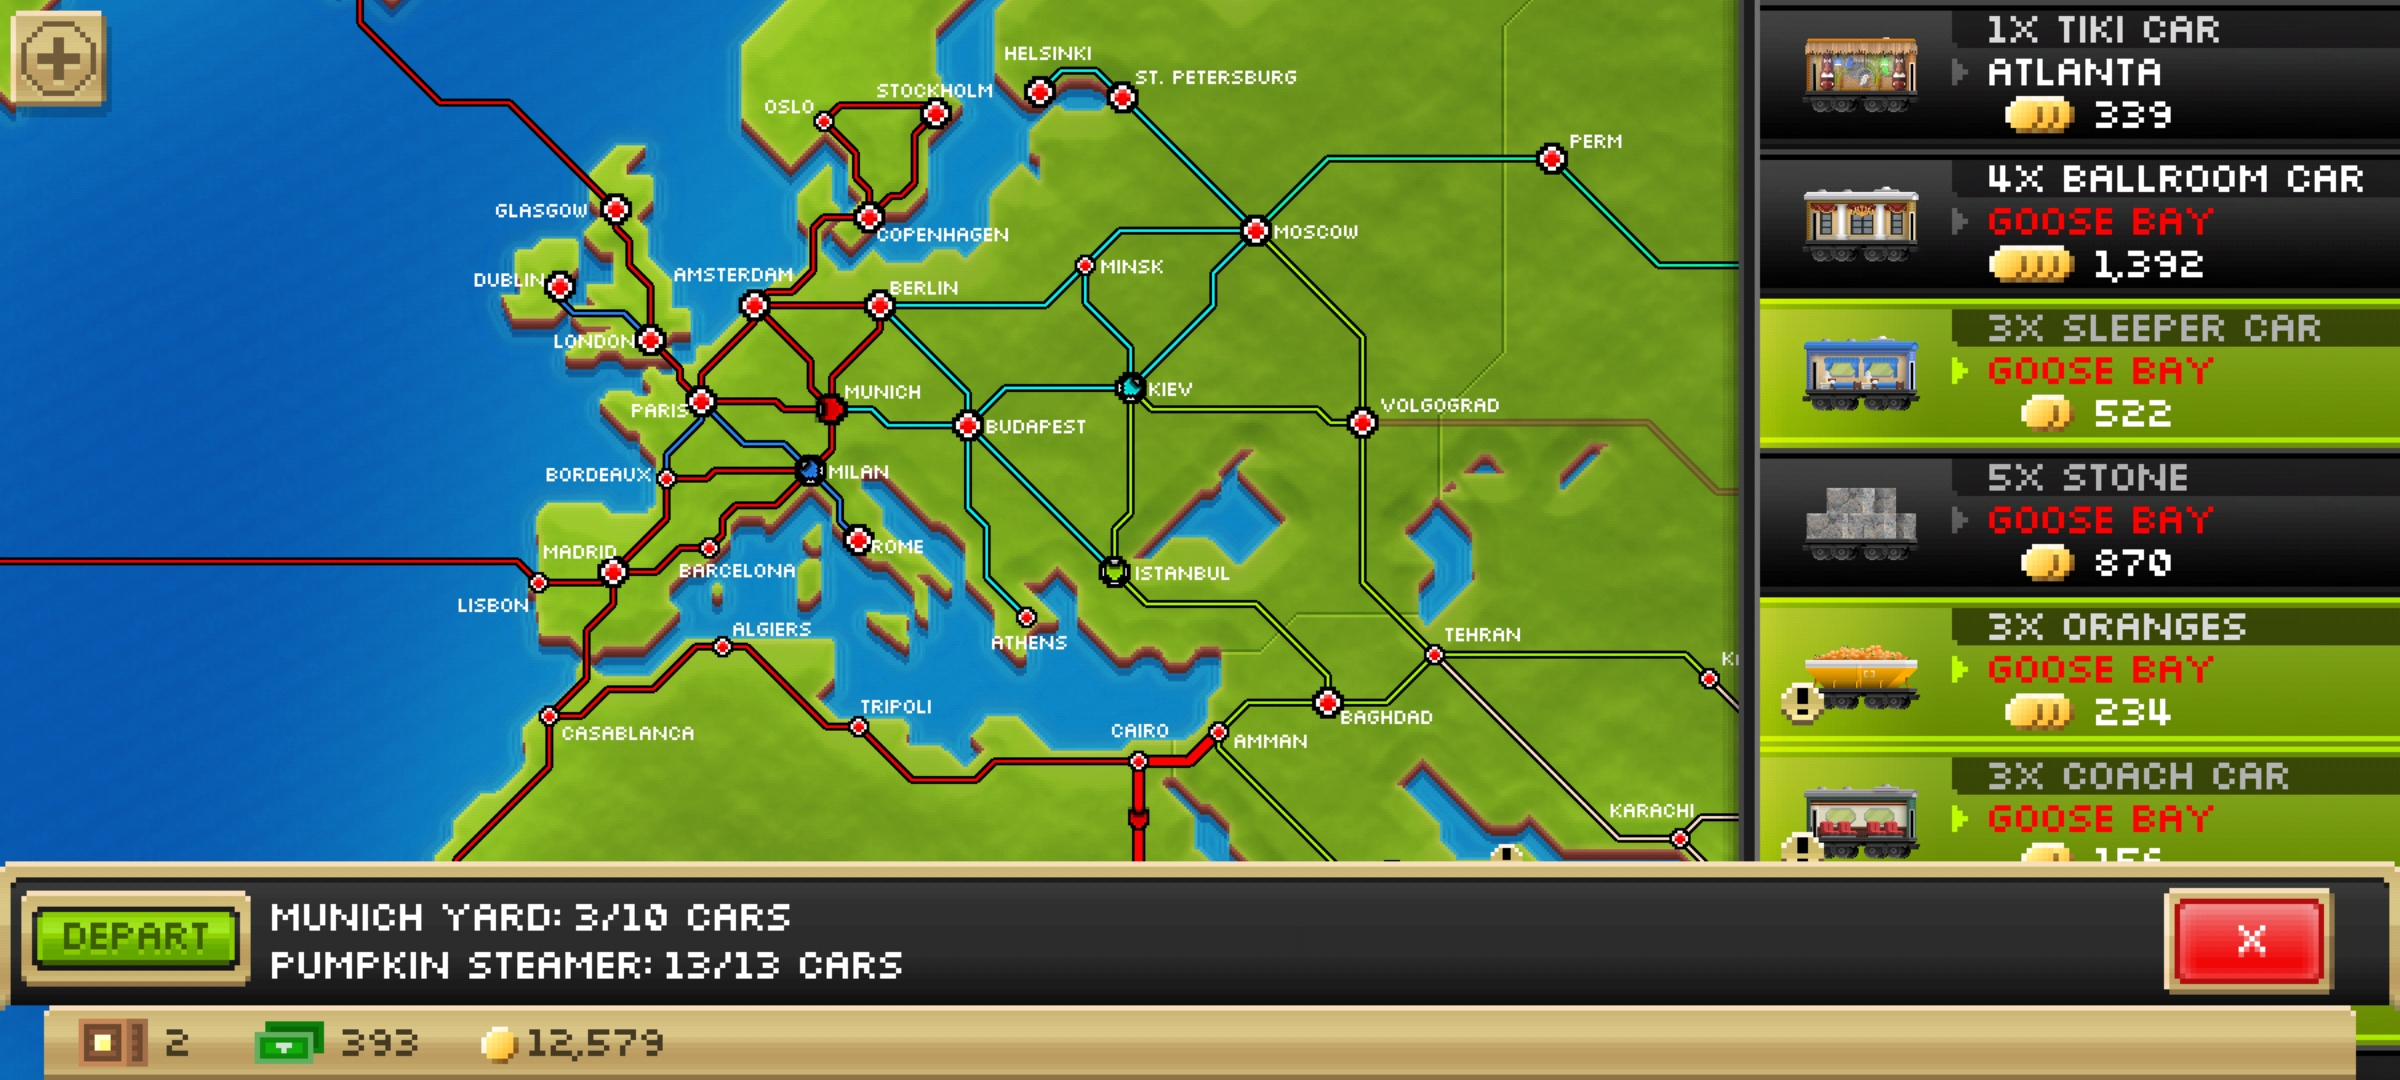 HELSINKI
ST. PETERSBURG
STOCKHOLM
OSLO
PERM
GLASGOW
COPENHAGEN
MOSCOW
DUBLIN
AMSTERDAM
BERLIN
MINSK
LONDON
PARIS
MUNICH
KIEV
BUDAPEST
VOLGOGRAD
BORDEAUX
MILAN
MADRID
ROME
BARCELONA
ISTANBUL
LISBON
ALGIERS
ATHENS
TEHRAN
TRIPOLI
CASABLANCA
CAIRO
AMMAN
BAGHDAD
KARACHI
1X TIKI CAR
ATLANTA
339
4X BALLROOM CAR
GOOSE BAY
1,392
3X SLEEPER CAR
GOOSE BAY
522
5X STONE
GOOSE BAY
870
3X ORANGES
GOOSE BAY
234
3X COACH CAR
GOOSE BAY
156
DEPART
MUNICH YARD: 3/10 CARS
PUMPKIN STEAMER: 13/13 CARS
X
2
393
12,579